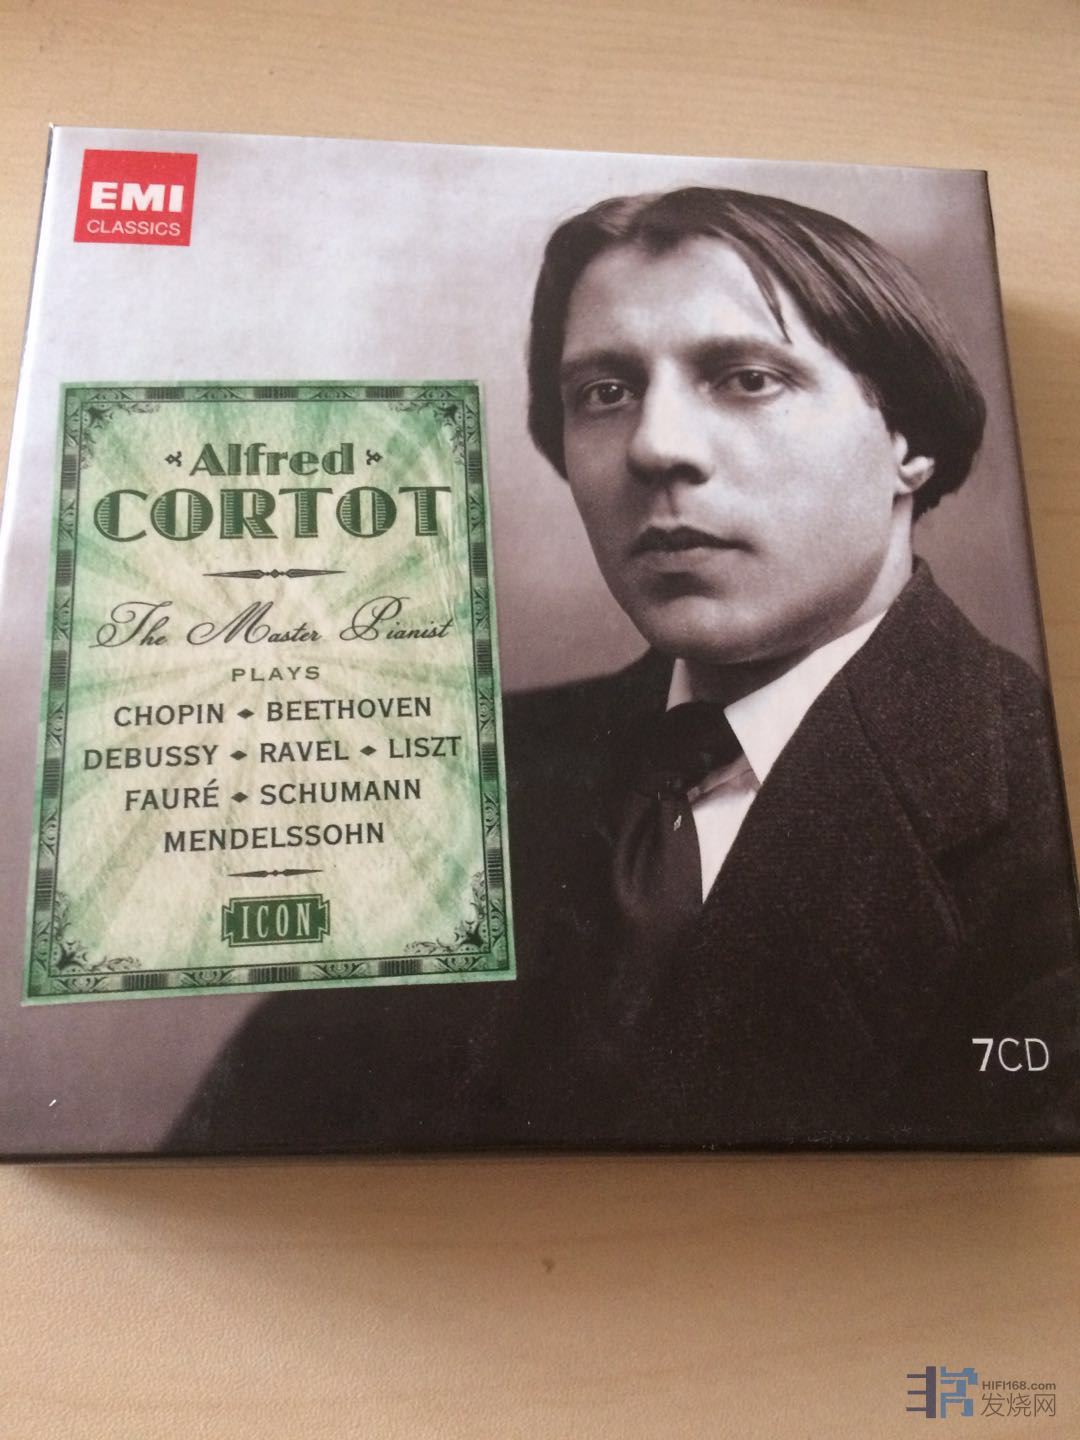 EMI
CLASSICS
Alfred
CORTOT
The Master Pianist
PLAYS
CHOPIN ◆ BEETHOVEN
DEBUSSY ◆ RAVEL ◆ LISZT
FAURÉ ◆ SCHUMANN
MENDELSSOHN
ICON
7CD
HIFI168.com
发烧网